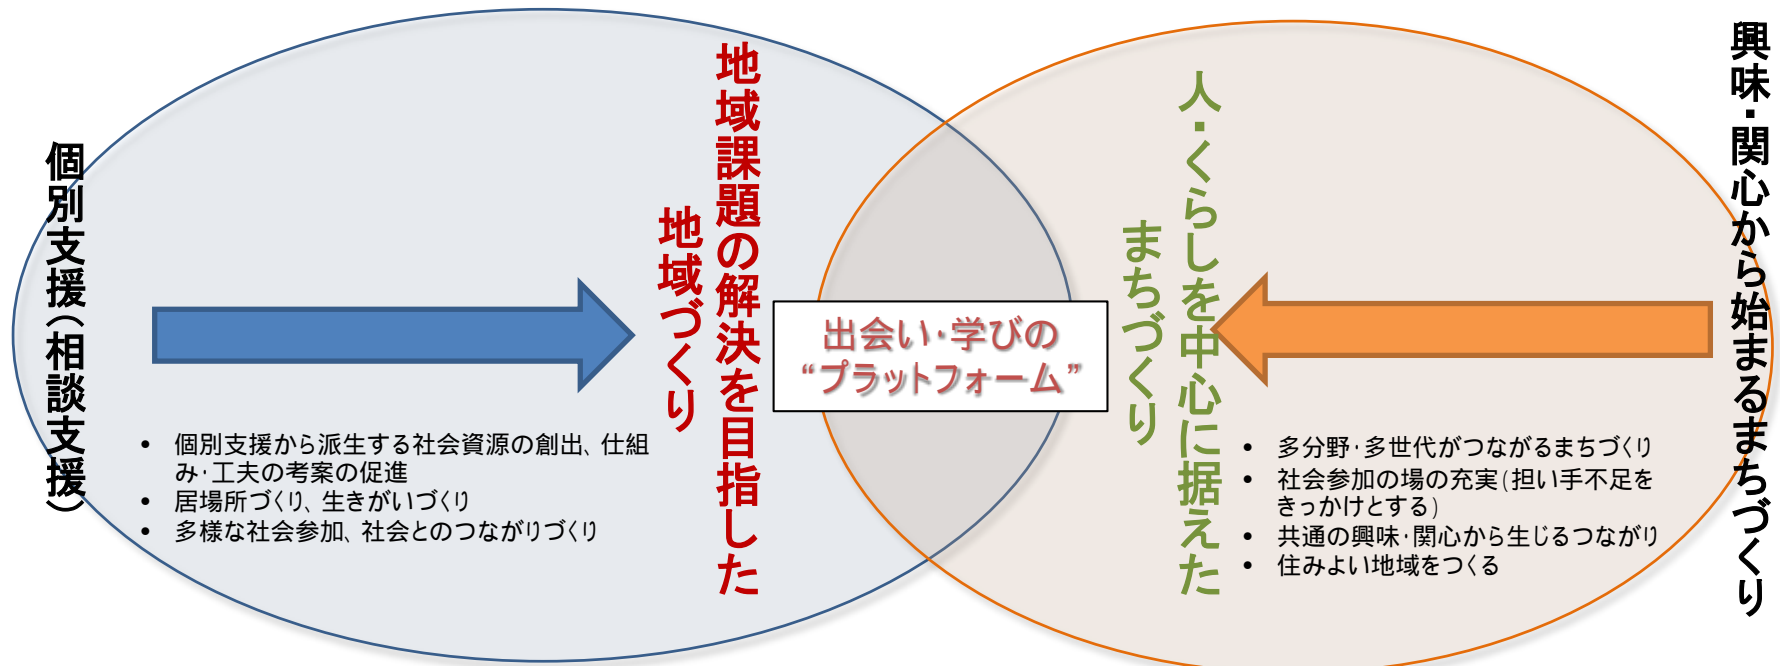 個別支援(相談支援)
地域課題の解決を目指した
地域づくり
• 個別支援から派生する社会資源の創出、仕組
み・工夫の考案の促進
• 居場所づくり、生きがいづくり
• 多様な社会参加、社会とのつながりづくり
出会い・学びの
“プラットフォーム”
人・くらしを中心に据えた
まちづくり
• 多分野・多世代がつながるまちづくり
• 社会参加の場の充実(担い手不足を
きっかけとする)
• 共通の興味・関心から生じるつながり
• 住みよい地域をつくる
興味・関心から始まるまちづくり